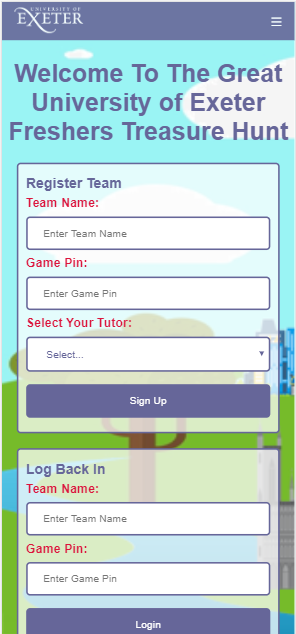 UNIVERSITY OF
EXETER
Welcome To The Great
University of Exeter
Freshers Treasure Hunt
Register Team
Team Name:
Enter Team Name
Game Pin:
Enter Game Pin
Select Your Tutor:
Select...
Sign Up
Log Back In
Team Name:
Enter Team Name
Game Pin:
Enter Game Pin
Login